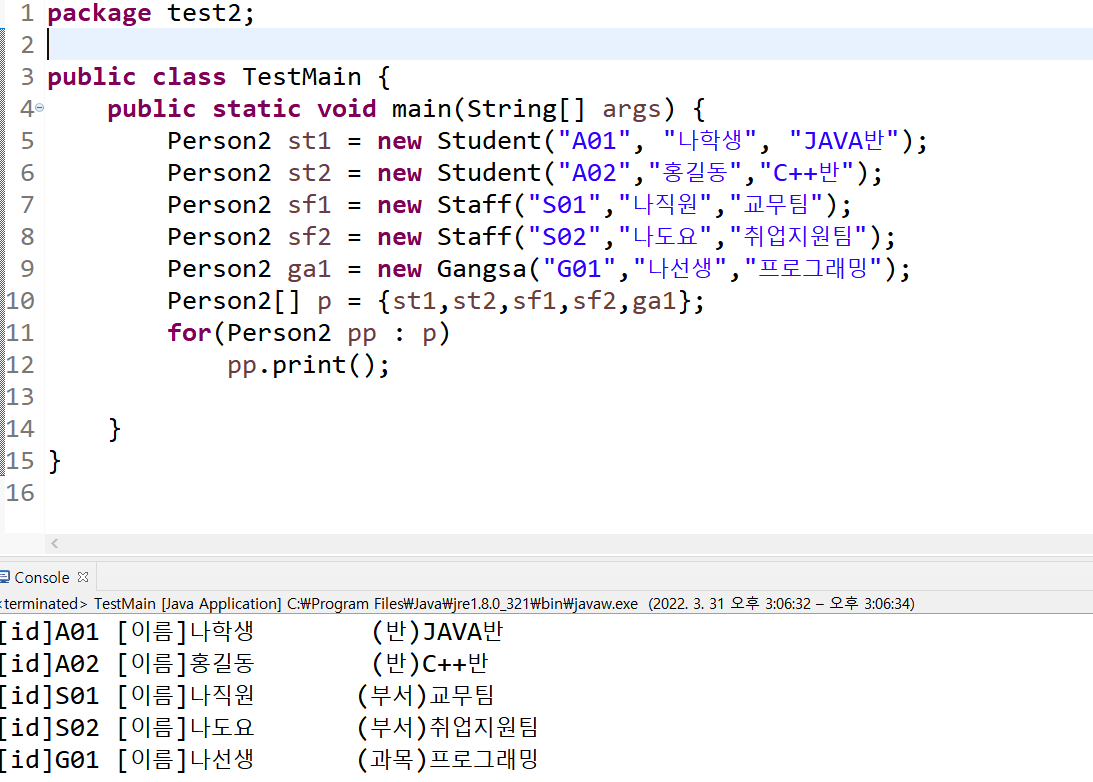 1 package test2;
2
3 public class TestMain {
4 public static void main(String[] args) {
5 Person2 st1 = new Student("A01", "나학생", "JAVA반");
6 Person2 st2 = new Student("A02","홍길동","C++반");
7 Person2 sf1 = new Staff("S01","나직원","교무팀");
8 Person2 sf2 = new Staff("S02","나도요","취업지원팀");
9 Person2 ga1 = new Gangsa("G01","나선생","프로그래밍");
10 Person2[] p = {st1,st2,sf1,sf2,ga1};
11 for(Person2 pp : p)
12 pp.print();
13
14 }
15 }
16
Console
<terminated> TestMain [Java Application] C:₩Program Files₩Java₩jre1.8.0_321₩bin₩javaw.exe (2022. 3. 31 오후 3:06:32 – 오후 3:06:34)
[id]A01 [이름]나학생 (반)JAVA반
[id]A02 [이름]홍길동 (반)C++반
[id]S01 [이름]나직원 (부서)교무팀
[id]S02 [이름]나도요 (부서)취업지원팀
[id]G01 [이름]나선생 (과목)프로그래밍